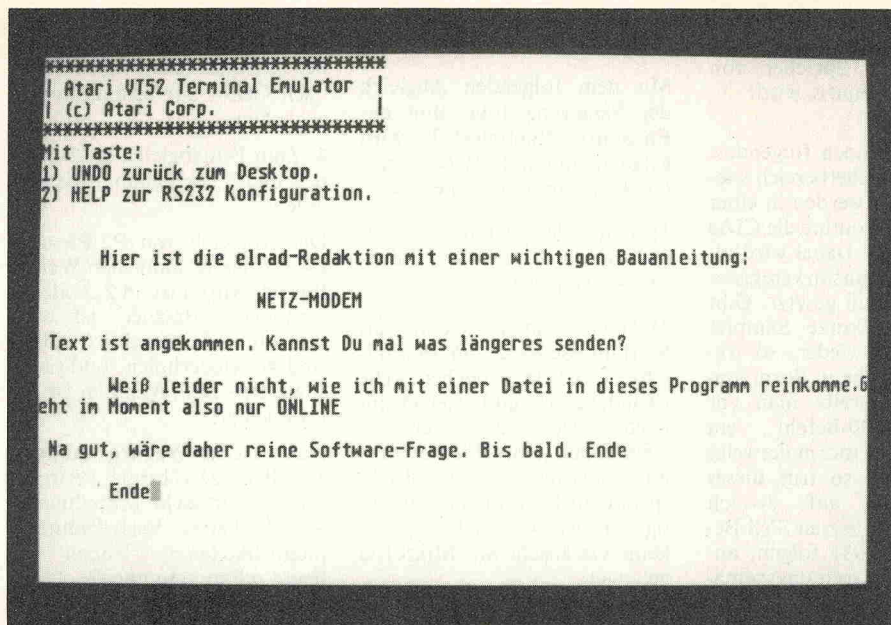 ******************************
| Atari VT52 Terminal Emulator |
| (c) Atari Corp. |
******************************
Mit Taste:
1) UNDO zurück zum Desktop.
2) HELP zur RS232 Konfiguration.
Hier ist die elrad-Redaktion mit einer wichtigen Bauanleitung:
NETZ-MODEM
Text ist angekommen. Kannst Du mal was längeres senden?
Weiß leider nicht, wie ich mit einer Datei in dieses Programm reinkomme.G
eht im Moment also nur ONLINE
Na gut, wäre daher reine Software-Frage. Bis bald. Ende
Ende